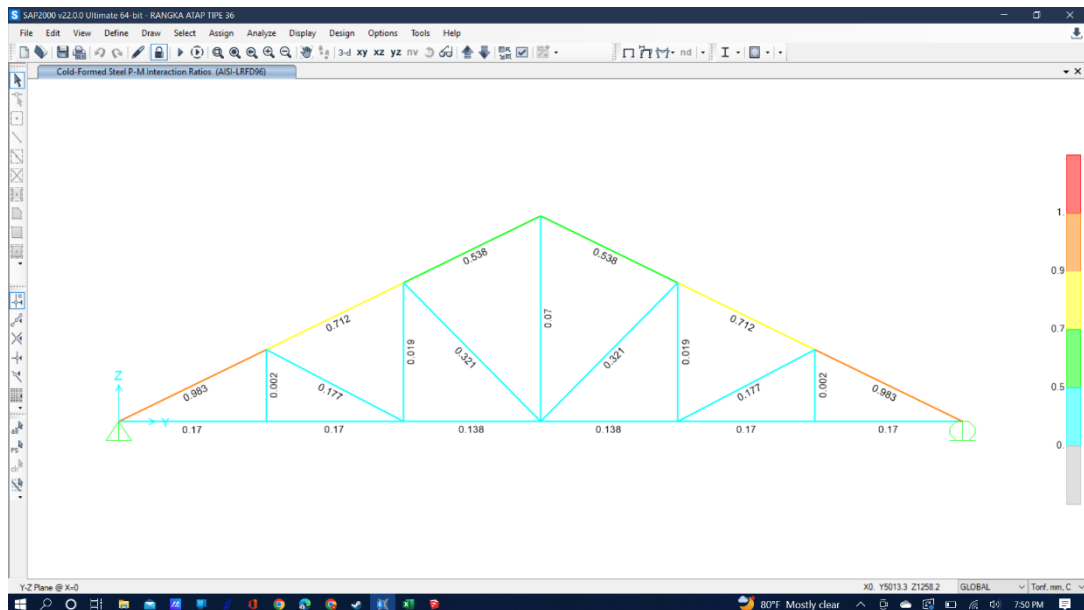 SAP2000 v22.0.0 Ultimate 64-bit - RANGKA ATAP TIPE 36
File Edit View Define Draw Select Assign Analyze Display Design Options Tools Help
3-d xy xz yz nv nd I
Cold-Formed Steel P-M Interaction Ratios (AISI-LRFD96)
1.
0.538 0.538
0.9
0.712 0.07 0.712
0.7
0.019 0.321 0.321 0.019
Z
0.983 0.002 0.177 0.177 0.002 0.983
0.5
Y
0.17 0.17 0.138 0.138 0.17 0.17
0.
all
PS
clr
Y-Z Plane @ X=0 X0. Y5013.3 Z1258.2 GLOBAL Tonf, mm, C
80°F Mostly clear 7:50 PM